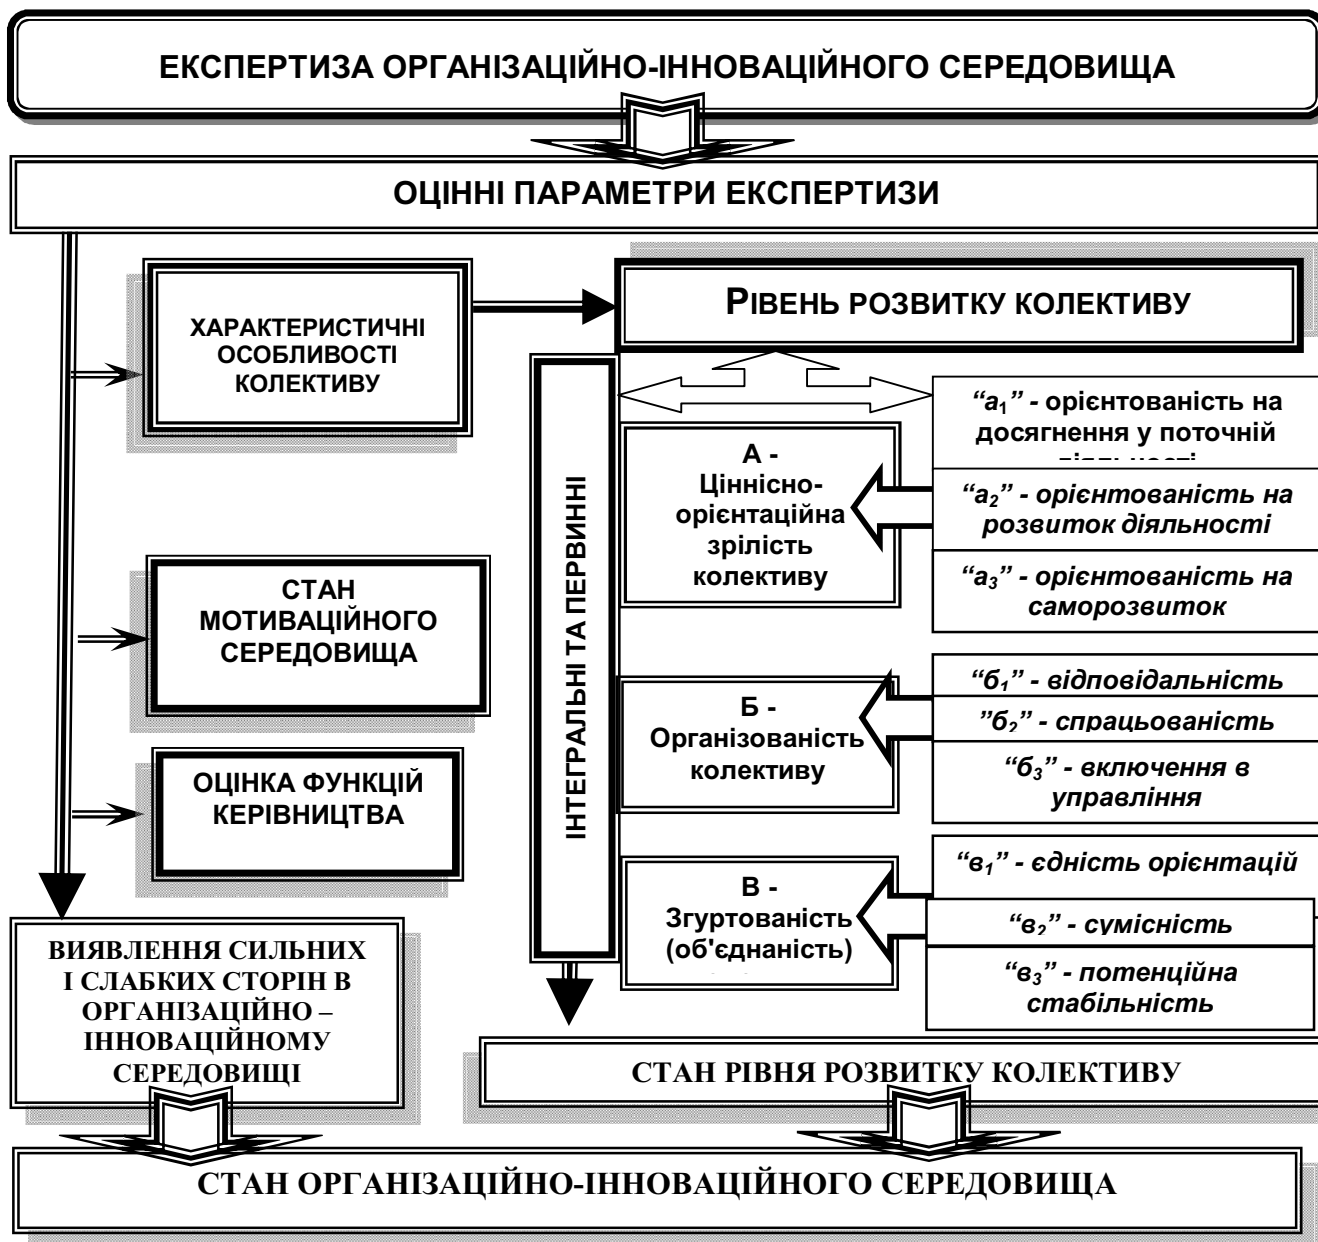 ЕКСПЕРТИЗА ОРГАНІЗАЦІЙНО-ІННОВАЦІЙНОГО СЕРЕДОВИЩА
ОЦІННІ ПАРАМЕТРИ ЕКСПЕРТИЗИ
ХАРАКТЕРИСТИЧНІ
ОСОБЛИВОСТІ
КОЛЕКТИВУ
СТАН
МОТИВАЦІЙНОГО
СЕРЕДОВИЩА
ОЦІНКА ФУНКЦІЙ
КЕРІВНИЦТВА
ВИЯВЛЕННЯ СИЛЬНИХ
І СЛАБКИХ СТОРІН В
ОРГАНІЗАЦІЙНО –
ІННОВАЦІЙНОМУ
СЕРЕДОВИЩІ
РІВЕНЬ РОЗВИТКУ КОЛЕКТИВУ
ІНТЕГРАЛЬНІ ТА ПЕРВИННІ
А -
Ціннісно-
орієнтаційна
зрілість
колективу
“а₁” - орієнтованість на
досягнення у поточній
діяльності
“а₂” - орієнтованість на
розвиток діяльності
“а₃” - орієнтованість на
саморозвиток
Б -
Організованість
колективу
“б₁” - відповідальність
”б₂” - спрацьованість
“б₃” - включення в
управління
В -
Згуртованість
(об'єднаність)
“в₁” - єдність орієнтацій
“в₂” - сумісність
“в₃” - потенційна
стабільність
СТАН РІВНЯ РОЗВИТКУ КОЛЕКТИВУ
СТАН ОРГАНІЗАЦІЙНО-ІННОВАЦІЙНОГО СЕРЕДОВИЩА